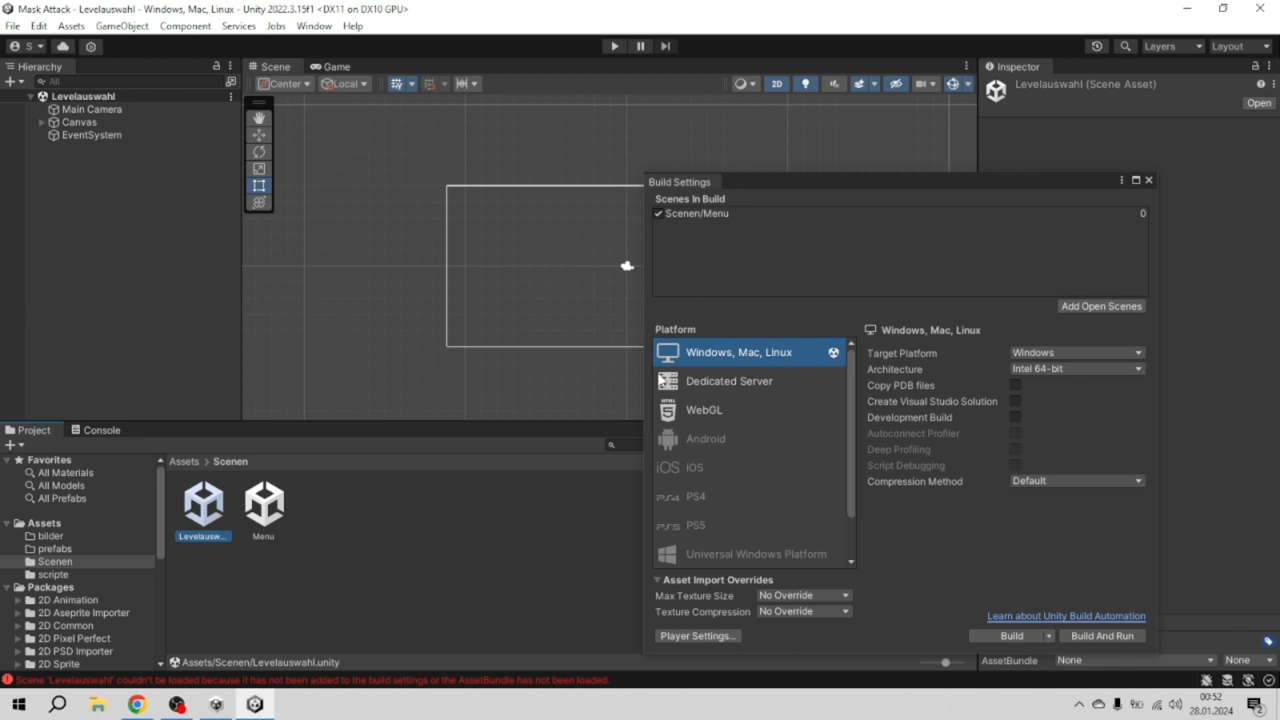 Mask Attack - Levelauswahl - Windows, Mac, Linux - Unity 2022.3.15f1 <DX11 on DX10 GPU>
File Edit Assets GameObject Component Services Jobs Window Help
S Layers Layout
Hierarchy Scene Game Inspector
All Center Local 2D Levelauswahl (Scene Asset)
Levelauswahl Open
Main Camera
Canvas
EventSystem
Build Settings
Scenes In Build
Scenen/Menu 0
Add Open Scenes
Platform Windows, Mac, Linux
Windows, Mac, Linux
Dedicated Server
WebGL
Android
iOS iOS
PS4 PS4
PS5 PS5
Universal Windows Platform
Target Platform Windows
Architecture Intel 64-bit
Copy PDB files
Create Visual Studio Solution
Development Build
Autoconnect Profiler
Deep Profiling
Script Debugging
Compression Method Default
Asset Import Overrides
Max Texture Size No Override
Texture Compression No Override
Learn about Unity Build Automation
Player Settings... Build Build And Run
Project Console
Favorites
All Materials
All Models
All Prefabs
Assets
bilder
prefabs
Scenen
scripte
Packages
2D Animation
2D Aseprite Importer
2D Common
2D Pixel Perfect
2D PSD Importer
2D Sprite
Assets > Scenen
Levelausw... Menu
Assets/Scenen/Levelauswahl.unity
AssetBundle None None
Scene 'Levelauswahl' couldn't be loaded because it has not been added to the build settings or the AssetBundle has not been loaded.
00:52
28.01.2024
2